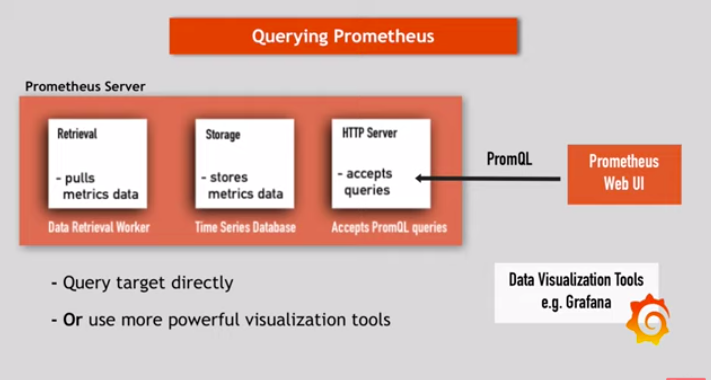 Querying Prometheus
Prometheus Server
Retrieval
- pulls
metrics data
Data Retrieval Worker
Storage
- stores
metrics data
Time Series Database
HTTP Server
- accepts
queries
Accepts PromQL queries
PromQL
Prometheus
Web UI
- Query target directly
- Or use more powerful visualization tools
Data Visualization Tools
e.g. Grafana